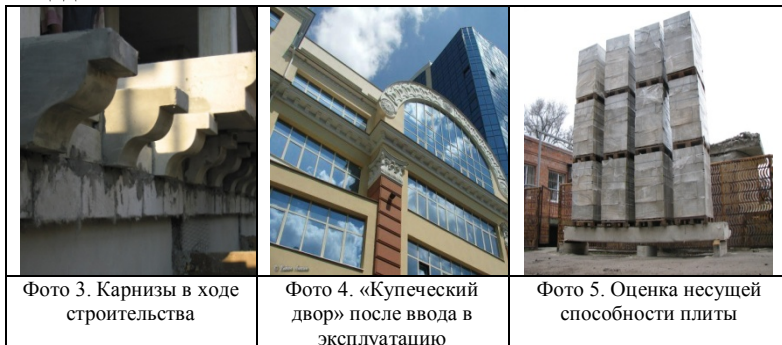 Фото 3. Карнизы в ходе
строительства
Фото 4. «Купеческий
двор» после ввода в
эксплуатацию
Фото 5. Оценка несущей
способности плиты